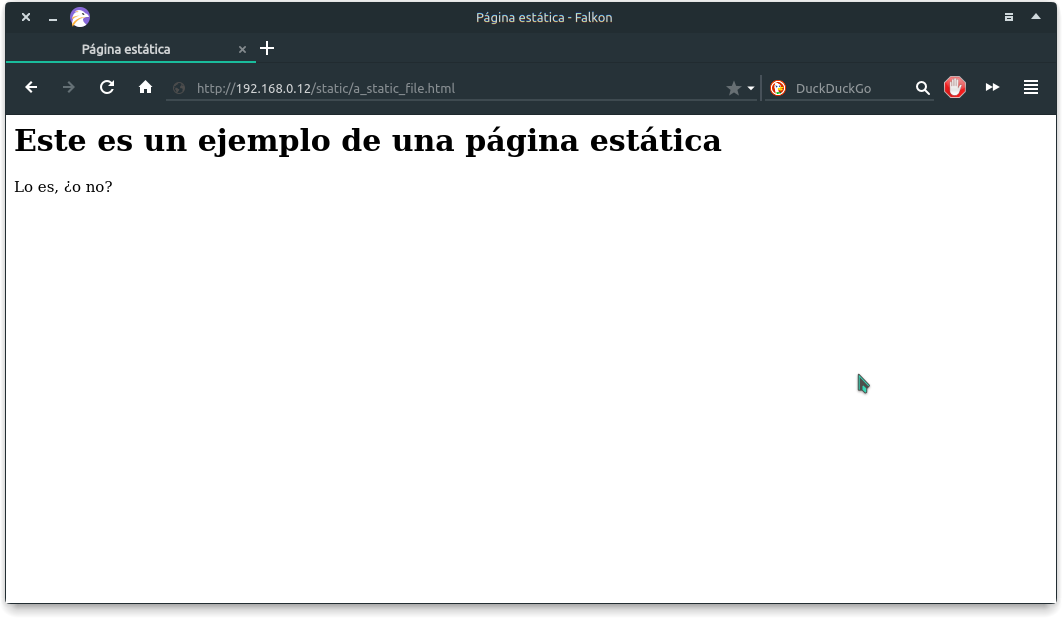 Página estática - Falkon
Página estática
http://192.168.0.12/static/a_static_file.html
DuckDuckGo
Este es un ejemplo de una página estática
Lo es, ¿o no?